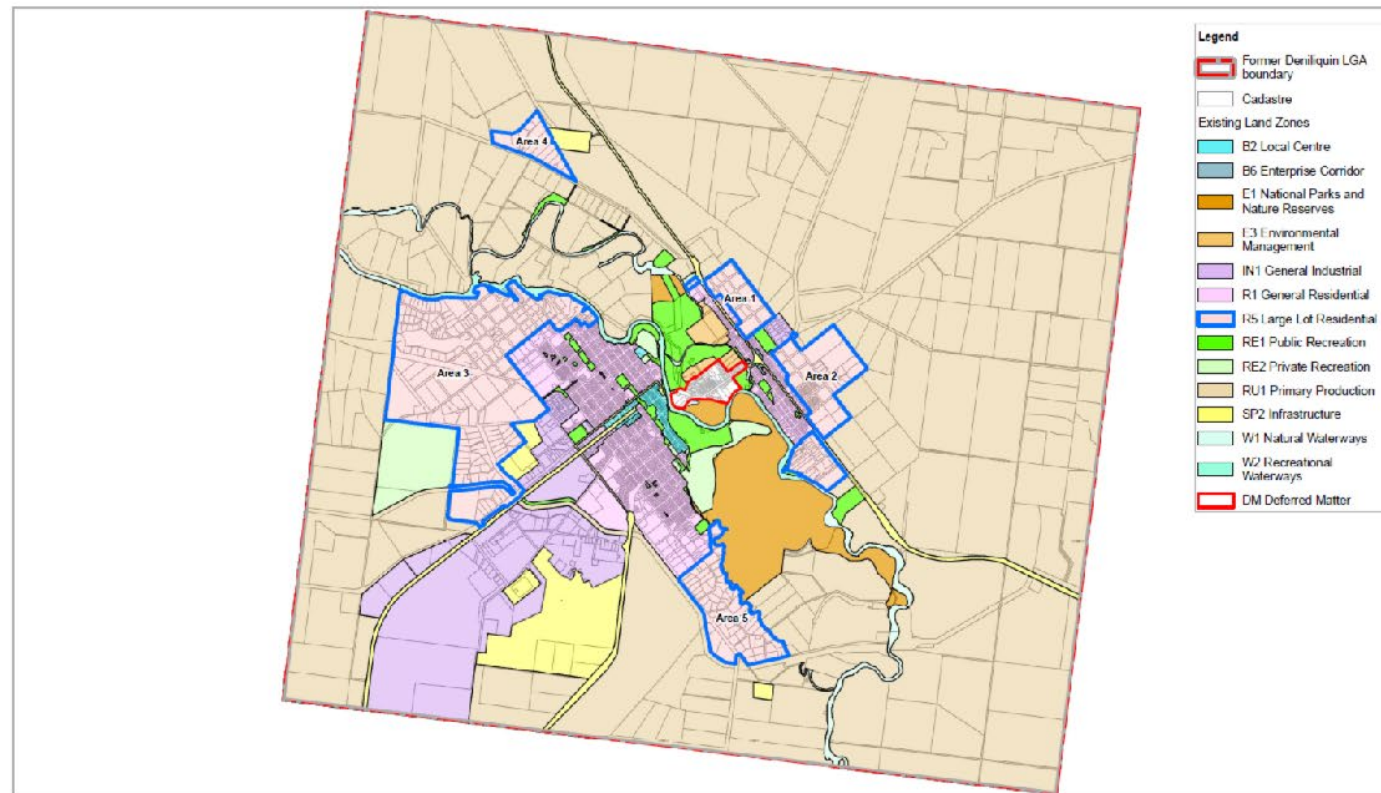 Legend
Former Deniliquin LGA
boundary
Cadastre
Existing Land Zones
B2 Local Centre
B6 Enterprise Corridor
E1 National Parks and
Nature Reserves
E3 Environmental
Management
IN1 General Industrial
R1 General Residential
R5 Large Lot Residential
RE1 Public Recreation
RE2 Private Recreation
RU1 Primary Production
SP2 Infrastructure
W1 Natural Waterways
W2 Recreational
Waterways
DM Deferred Matter
Area 4
Area 1
Area 2
Area 3
Area 5